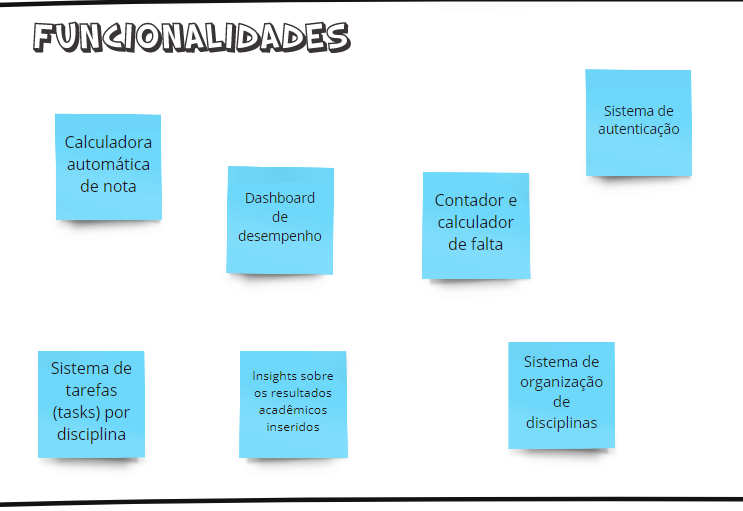 FUNCIONALIDADES
Sistema de
autenticação
Calculadora
automática
de nota
Dashboard
de
desempenho
Contador e
calculador
de falta
Sistema de
tarefas
(tasks) por
disciplina
Insights sobre
os resultados
acadêmicos
inseridos
Sistema de
organização
de
disciplinas